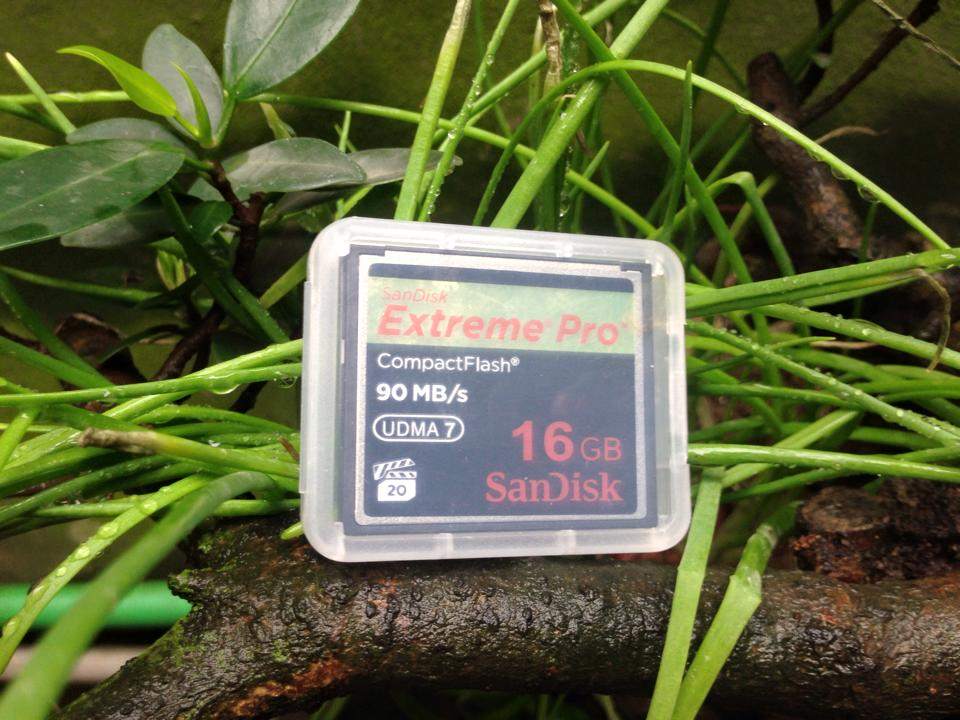 SanDisk
Extreme Pro®
CompactFlash®
90 MB/s
UDMA 7
16 GB
20
SanDisk